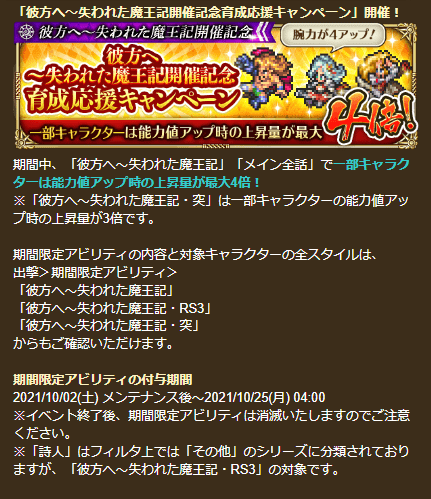 「彼方へ～失われた魔王記開催記念育成応援キャンペーン」開催！
彼方へ～失われた魔王記開催記念
腕力が4アップ！
彼方へ
～失われた魔王記開催記念
育成応援キャンペーン
一部キャラクターは能力値アップ時の上昇量が最大
4倍！
期間中、「彼方へ～失われた魔王記」「メイン全話」で一部キャラク
ターは能力値アップ時の上昇量が最大4倍！
※「彼方へ～失われた魔王記・突」は一部キャラクターの能力値アッ
プ時の上昇量が3倍です。
期間限定アビリティの内容と対象キャラクターの全スタイルは、
出撃＞期間限定アビリティ＞
「彼方へ～失われた魔王記」
「彼方へ～失われた魔王記・RS3」
「彼方へ～失われた魔王記・突」
からもご確認いただけます。
期間限定アビリティの付与期間
2021/10/02(土) メンテナンス後～2021/10/25(月) 04:00
※イベント終了後、期間限定アビリティは消滅いたしますのでご注意
ください。
※「詩人」はフィルタ上では「その他」のシリーズに分類されており
ますが、「彼方へ～失われた魔王記・RS3」の対象です。